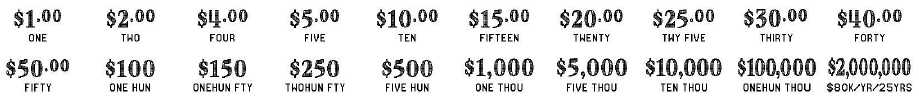 $1.00 $2.00 $4.00 $5.00 $10.00 $15.00 $20.00 $25.00 $30.00 $40.00
ONE TWO FOUR FIVE TEN FIFTEEN TWENTY TWY FIVE THIRTY FORTY
$50.00 $100 $150 $250 $500 $1,000 $5,000 $10,000 $100,000 $2,000,000
FIFTY ONE HUN ONEHUN FTY TWOHUN FTY FIVE HUN ONE THOU FIVE THOU TEN THOU ONEHUN THOU $80K/YR/25YRS